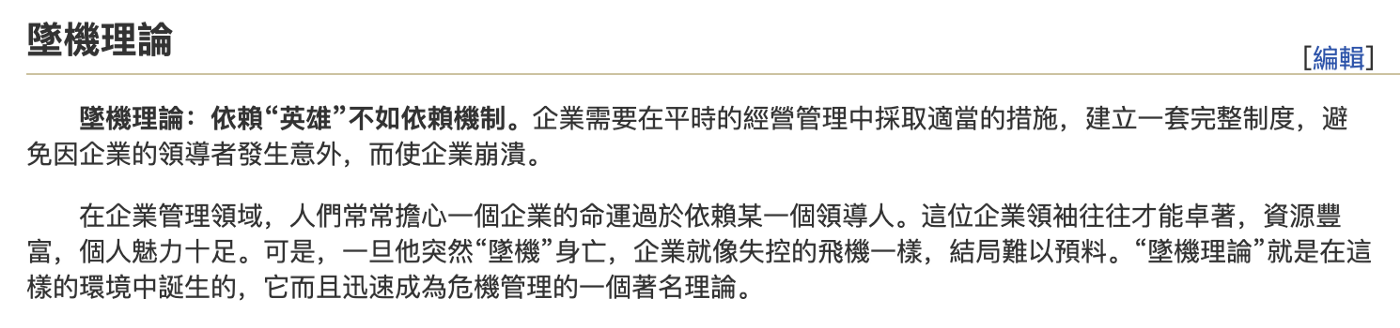 墜機理論
[編輯]
墜機理論：依賴“英雄”不如依賴機制。企業需要在平時的經營管理中採取適當的措施，建立一套完整制度，避
免因企業的領導者發生意外，而使企業崩潰。
在企業管理領域，人們常常擔心一個企業的命運過於依賴某一個領導人。這位企業領袖往往才能卓著，資源豐
富，個人魅力十足。可是，一旦他突然“墜機”身亡，企業就像失控的飛機一樣，結局難以預料。“墜機理論”就是在這
樣的環境中誕生的，它而且迅速成為危機管理的一個著名理論。